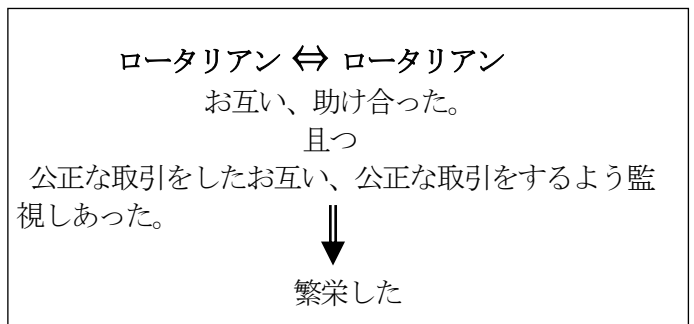 ロータリアン ⇔ ロータリアン
お互い、助け合った。
且つ
公正な取引をしたお互い、公正な取引をするよう監
視しあった。
繁栄した